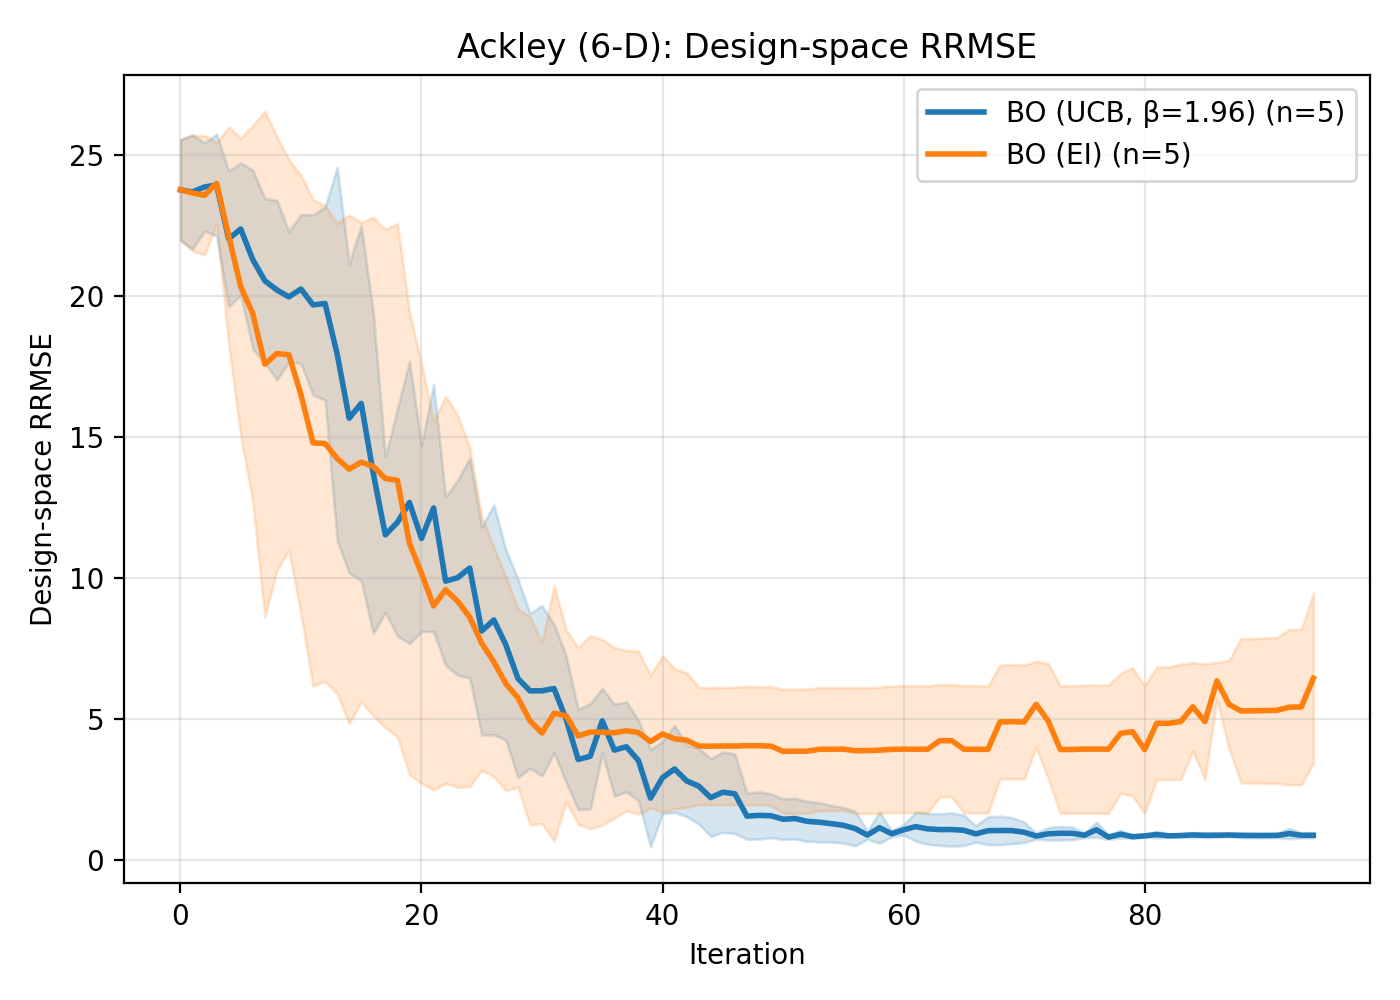 Ackley (6-D): Design-space RRMSE
BO (UCB, β=1.96) (n=5)
BO (EI) (n=5)
Design-space RRMSE
25
20
15
10
5
0
0 20 40 60 80
Iteration